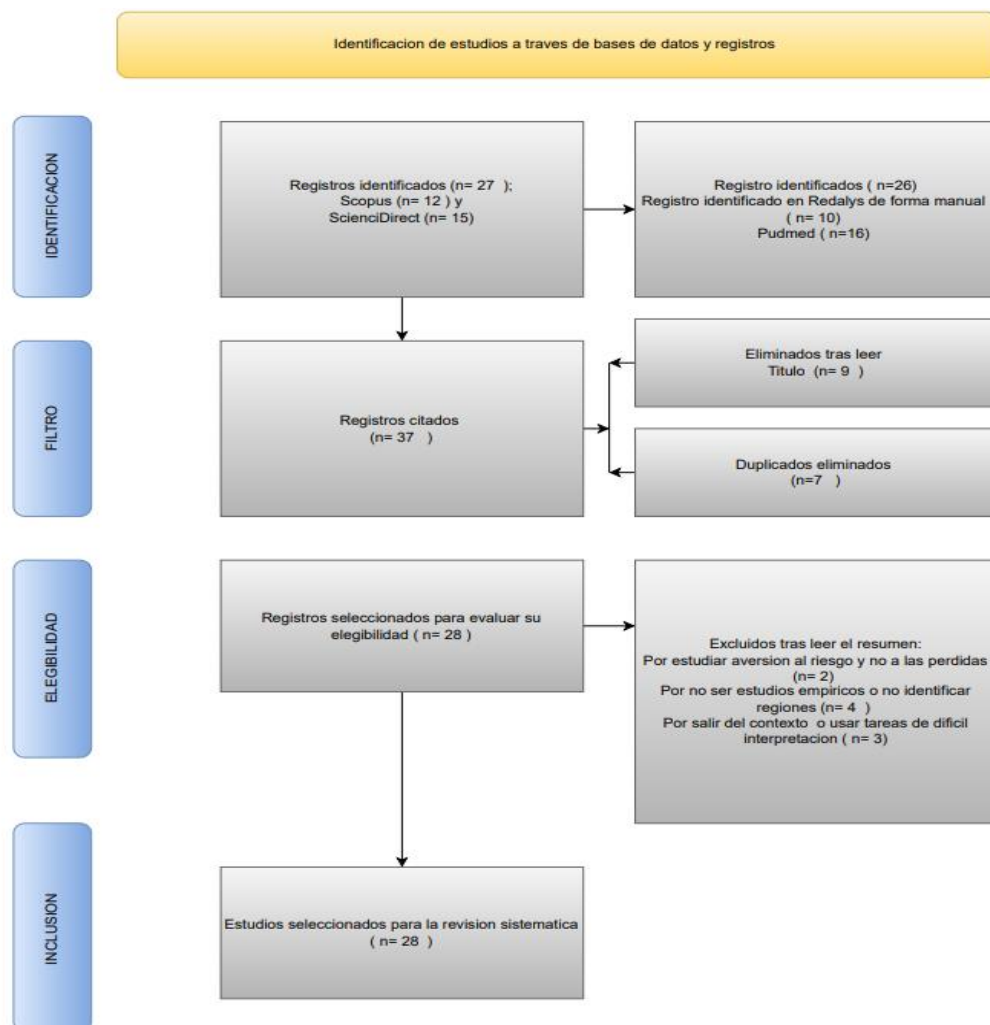 Identificacion de estudios a traves de bases de datos y registros
IDENTIFICACION
Registros identificados (n= 27 );
Scopus (n= 12 ) y
ScienciDirect (n= 15)
Registro identificados ( n=26)
Registro identificado en Redalys de forma manual
( n= 10)
Pudmed ( n=16)
FILTRO
Registros citados
(n= 37 )
Eliminados tras leer
Titulo (n= 9 )
Duplicados eliminados
(n=7 )
ELEGIBILIDAD
Registros seleccionados para evaluar su
elegibilidad ( n= 28 )
Excluidos tras leer el resumen:
Por estudiar aversion al riesgo y no a las perdidas
(n= 2)
Por no ser estudios empiricos o no identificar
regiones (n= 4 )
Por salir del contexto o usar tareas de dificil
interpretacion ( n= 3)
INCLUSION
Estudios seleccionados para la revision sistematica
( n= 28 )